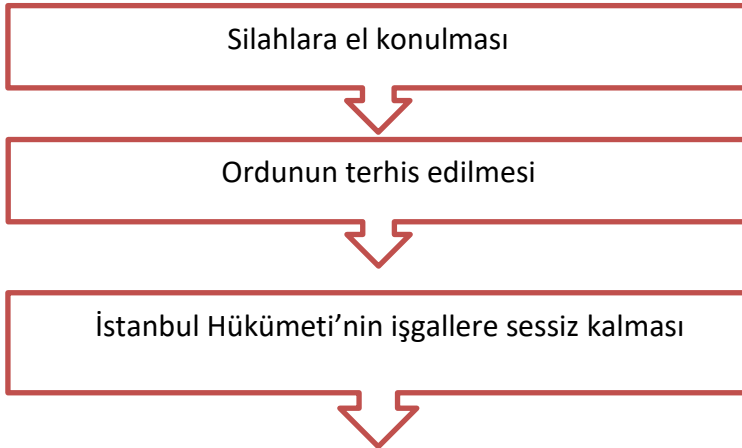 Silahlara el konulması
Ordunun terhis edilmesi
İstanbul Hükümeti’nin işgallere sessiz kalması